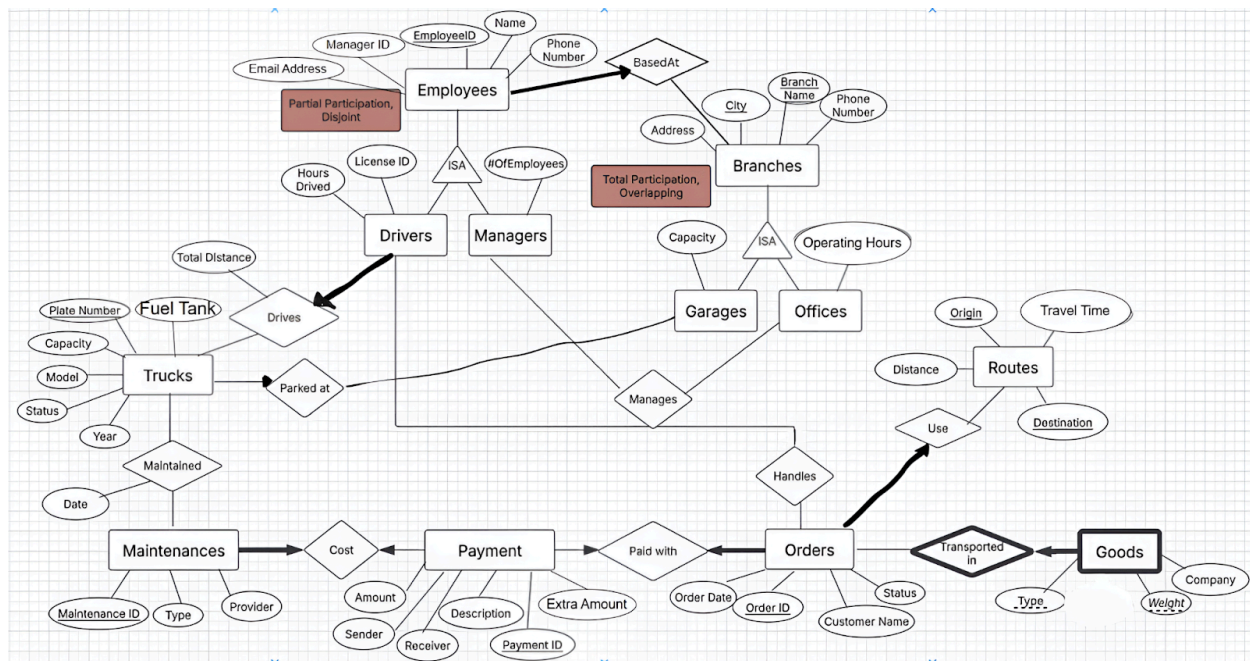 Name
EmployeeID
Manager ID
Phone
Number
Email Address
Employees
BasedAt
Partial Participation,
Disjoint
Branch
Name
City
Phone
Number
Address
Branches
License ID
ISA
#OfEmployees
Hours
Drived
Total Participation,
Overlapping
Drivers
Managers
Capacity
ISA
Operating Hours
Total DIstance
Plate Number
Fuel Tank
Drives
Garages
Offices
Origin
Travel Time
Capacity
Trucks
Model
Parked at
Manages
Distance
Routes
Status
Year
Use
Destination
Maintained
Date
Handles
Maintenances
Cost
Payment
Paid with
Orders
Transported
in
Goods
Maintenance ID
Type
Provider
Amount
Sender
Receiver
Description
Payment ID
Extra Amount
Order Date
Order ID
Customer Name
Status
Type
Weight
Company